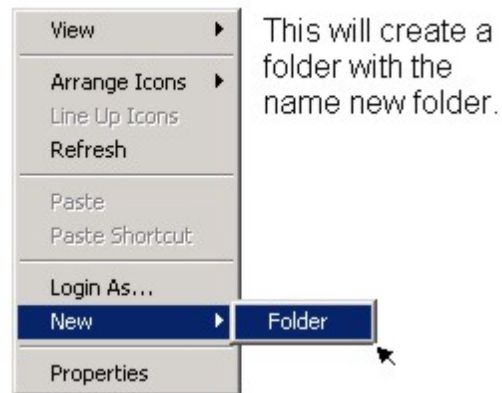 View
This will create a
folder with the
name new folder.
Arrange Icons
Line Up Icons
Refresh
Paste
Paste Shortcut
Login As...
New
Folder
Properties